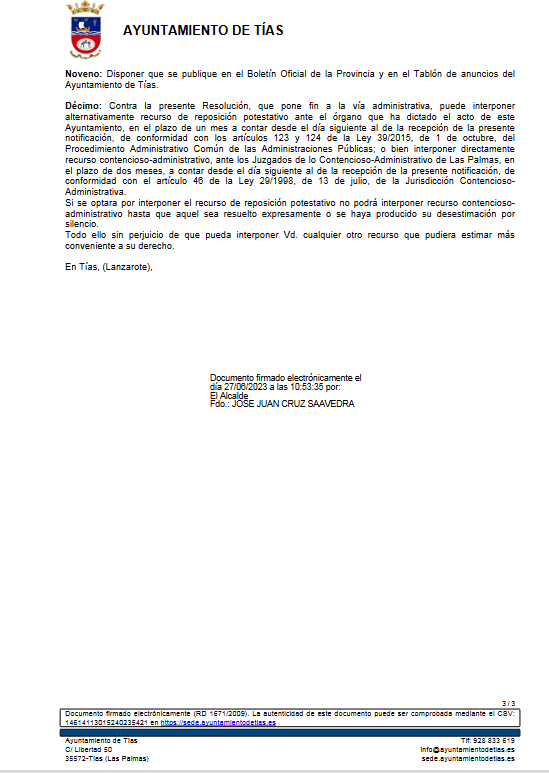 AYUNTAMIENTO DE TÍAS
Noveno: Disponer que se publique en el Boletín Oficial de la Provincia y en el Tablón de anuncios del
Ayuntamiento de Tías.
Décimo: Contra la presente Resolución, que pone fin a la vía administrativa, puede interponer
alternativamente recurso de reposición potestativo ante el órgano que ha dictado el acto de este
Ayuntamiento, en el plazo de un mes a contar desde el día siguiente al de la recepción de la presente
notificación, de conformidad con los artículos 123 y 124 de la Ley 39/2015, de 1 de octubre, del
Procedimiento Administrativo Común de las Administraciones Públicas; o bien interponer directamente
recurso contencioso-administrativo, ante los Juzgados de lo Contencioso-Administrativo de Las Palmas, en
el plazo de dos meses, a contar desde el día siguiente al de la recepción de la presente notificación, de
conformidad con el artículo 46 de la Ley 29/1998, de 13 de julio, de la Jurisdicción Contencioso-
Administrativa.
Si se optara por interponer el recurso de reposición potestativo no podrá interponer recurso contencioso-
administrativo hasta que aquel sea resuelto expresamente o se haya producido su desestimación por
silencio.
Todo ello sin perjuicio de que pueda interponer Vd. cualquier otro recurso que pudiera estimar más
conveniente a su derecho.
En Tías, (Lanzarote),
Documento firmado electrónicamente el
día 27/06/2023 a las 10:53:35 por:
El Alcalde
Fdo.: JOSE JUAN CRUZ SAAVEDRA
3 / 3
Documento firmado electrónicamente (RD 1671/2009). La autenticidad de este documento puede ser comprobada mediante el CSV:
14614113015240235421 en https://sede.ayuntamientodetias.es
Ayuntamiento de Tías
Tlf: 928 833 619
C/ Libertad 50
info@ayuntamientodetias.es
35572-Tías (Las Palmas)
sede.ayuntamientodetias.es